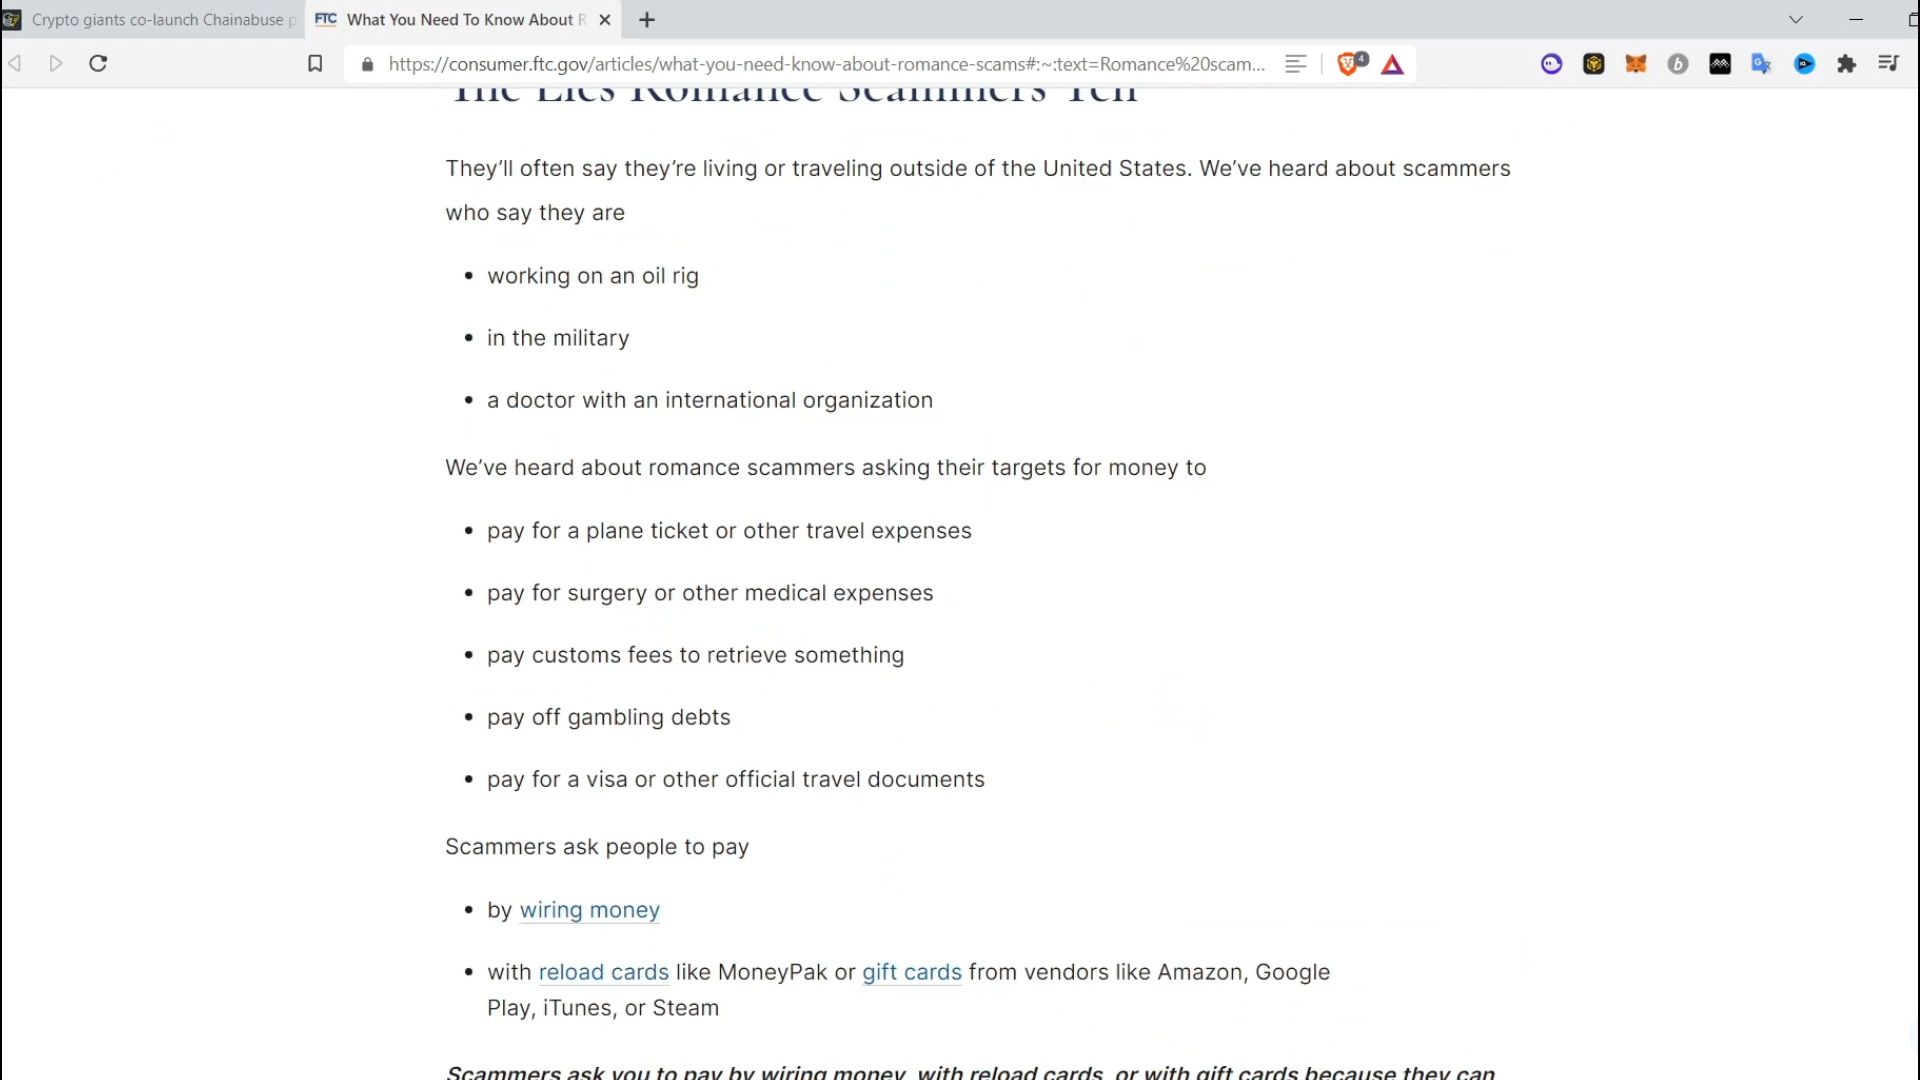 Crypto giants co-launch Chainabuse p
FTC What You Need To Know About R
https://consumer.ftc.gov/articles/what-you-need-know-about-romance-scams#:~:text=Romance%20scam...
4
The Lies Romance Scammers Tell
They’ll often say they’re living or traveling outside of the United States. We’ve heard about scammers
who say they are
• working on an oil rig
• in the military
• a doctor with an international organization
We’ve heard about romance scammers asking their targets for money to
• pay for a plane ticket or other travel expenses
• pay for surgery or other medical expenses
• pay customs fees to retrieve something
• pay off gambling debts
• pay for a visa or other official travel documents
Scammers ask people to pay
• by wiring money
• with reload cards like MoneyPak or gift cards from vendors like Amazon, Google
Play, iTunes, or Steam
Scammers ask you to pay by wiring money, with reload cards, or with gift cards because they can